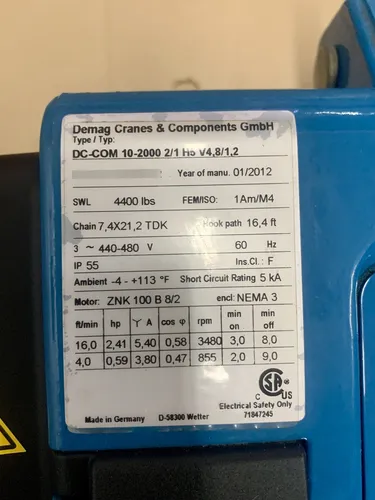 Demag Cranes & Components GmbH
Type / Typ:
DC-COM 10-2000 2/1 H5 V4,8/1,2
Year of manu. 01/2012
SWL 4400 lbs FEM/ISO: 1Am/M4
Chain 7,4X21,2 TDK Hook path 16,4 ft
3 ~ 440-480 V 60 Hz
IP 55 Ins.Cl.: F
Ambient -4 - +113 °F Short Circuit Rating 5 kA
Motor: ZNK 100 B 8/2 encl: NEMA 3
ft/min hp Y A cos φ rpm min on min off
16,0 2,41 5,40 0,58 3480 3,0 8,0
4,0 0,59 3,80 0,47 855 2,0 9,0
SA
C US
Electrical Safety Only
Made in Germany D-58300 Wetter 71847245